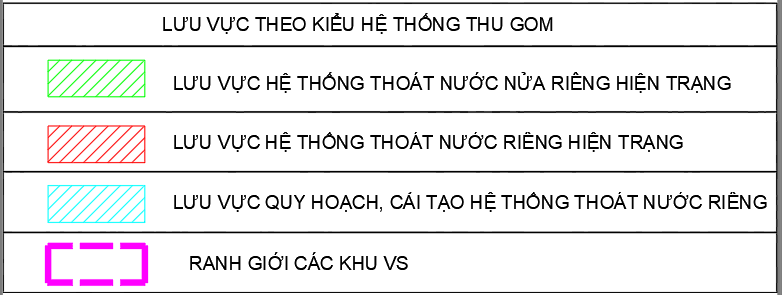 LƯU VỰC THEO KIỂU HỆ THỐNG THU GOM
LƯU VỰC HỆ THỐNG THOÁT NƯỚC NỬA RIÊNG HIỆN TRẠNG
LƯU VỰC HỆ THỐNG THOÁT NƯỚC RIÊNG HIỆN TRẠNG
LƯU VỰC QUY HOẠCH, CÁI TẠO HỆ THỐNG THOÁT NƯỚC RIÊNG
RANH GIỚI CÁC KHU VS